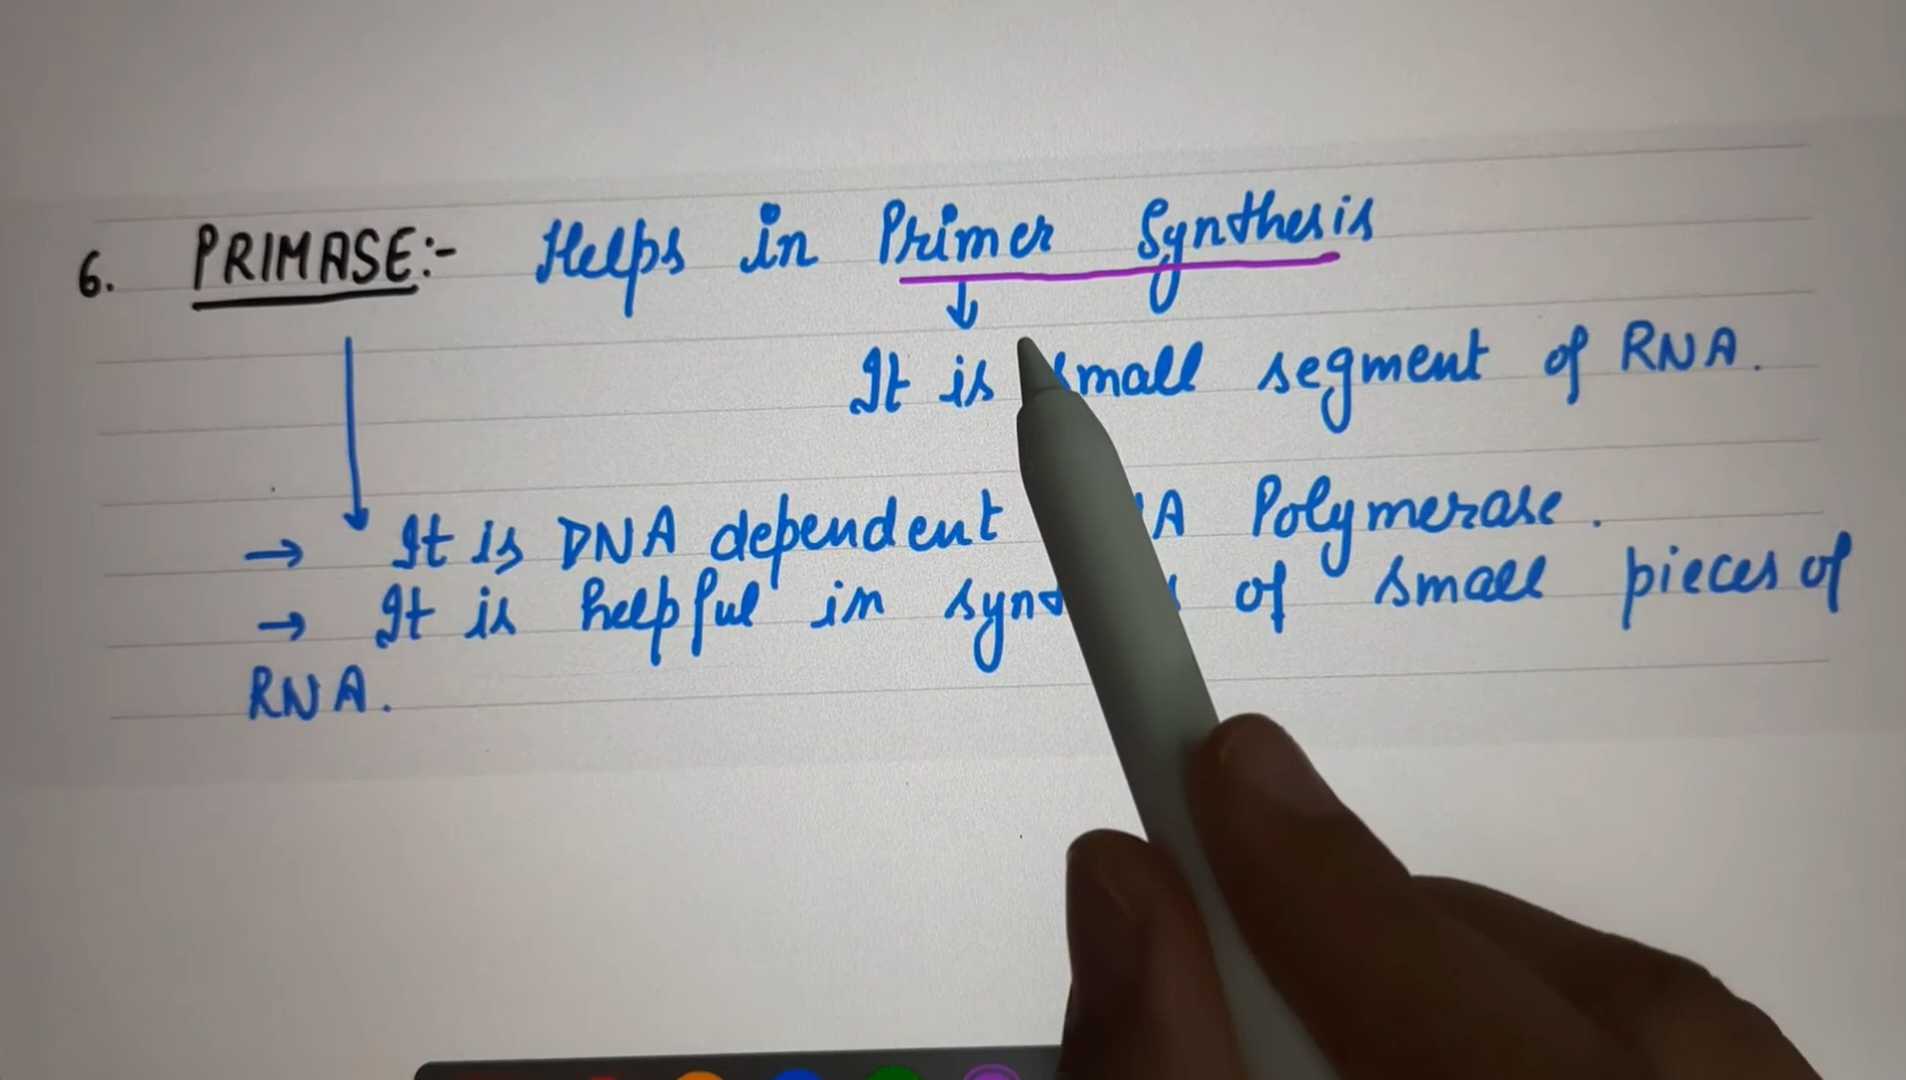 6. PRIMASE:- Helps in Primer Synthesis
↓
It is small segment of RNA.
→ It is DNA dependent Polymerase.
→ It is helpful in of small pieces of
RNA.